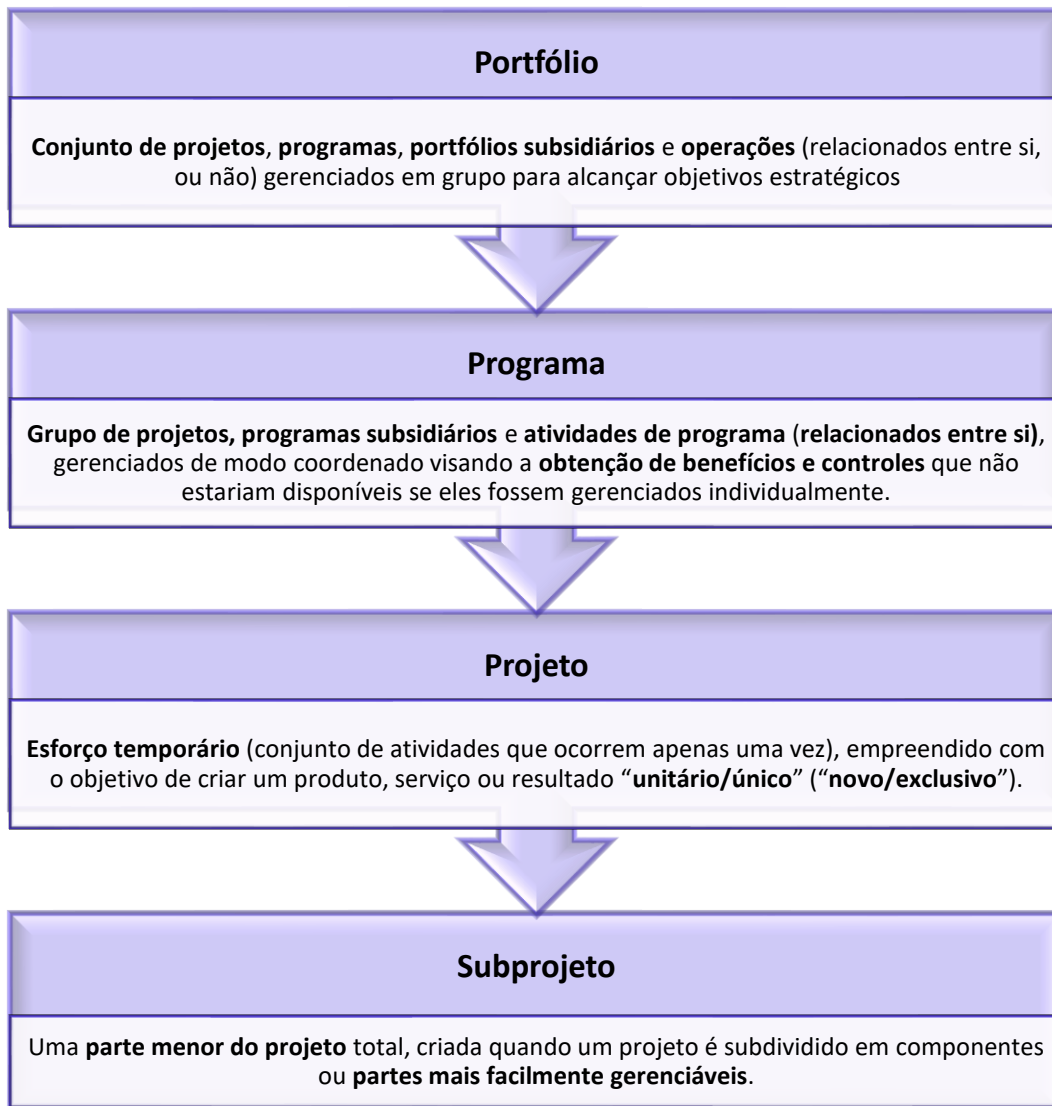 Portfólio
Conjunto de projetos, programas, portfólios subsidiários e operações (relacionados entre si,
ou não) gerenciados em grupo para alcançar objetivos estratégicos
Programa
Grupo de projetos, programas subsidiários e atividades de programa (relacionados entre si),
gerenciados de modo coordenado visando a obtenção de benefícios e controles que não
estariam disponíveis se eles fossem gerenciados individualmente.
Projeto
Esforço temporário (conjunto de atividades que ocorrem apenas uma vez), empreendido com
o objetivo de criar um produto, serviço ou resultado “unitário/único” (“novo/exclusivo”).
Subprojeto
Uma parte menor do projeto total, criada quando um projeto é subdividido em componentes
ou partes mais facilmente gerenciáveis.